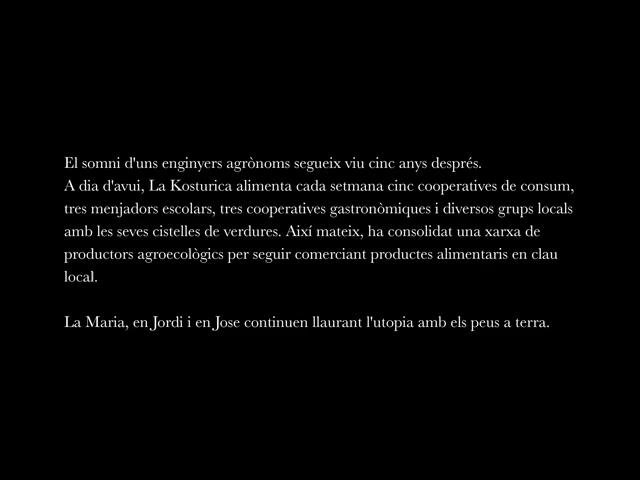 El somni d'uns enginyers agrònoms segueix viu cinc anys després.
A dia d'avui, La Kosturica alimenta cada setmana cinc cooperatives de consum,
tres menjadors escolars, tres cooperatives gastronòmiques i diversos grups locals
amb les seves cistelles de verdures. Així mateix, ha consolidat una xarxa de
productors agroecològics per seguir comerciant productes alimentaris en clau
local.
La Maria, en Jordi i en Jose continuen llaurant l'utopia amb els peus a terra.